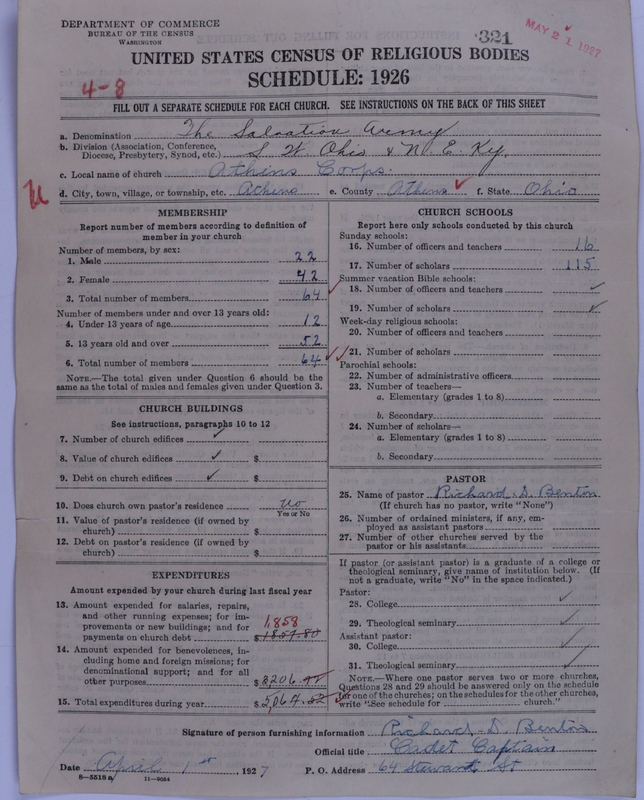 DEPARTMENT OF COMMERCE
BUREAU OF THE CENSUS
WASHINGTON
321
MAY 21 1927
UNITED STATES CENSUS OF RELIGIOUS BODIES
SCHEDULE: 1926
4-8
FILL OUT A SEPARATE SCHEDULE FOR EACH CHURCH. SEE INSTRUCTIONS ON THE BACK OF THIS SHEET
a. Denomination The Salvation Army
b. Division (Association, Conference, Diocese, Presbytery, Synod, etc.) S W Ohio & N. E. Ky.
c. Local name of church Athens Corps.
d. City, town, village, or township, etc. Athens e. County Athens f. State Ohio
MEMBERSHIP
Report number of members according to definition of
member in your church
Number of members, by sex:
1. Male 22
2. Female 42
3. Total number of members 64
Number of members under and over 13 years old:
4. Under 13 years of age 12
5. 13 years old and over 52
6. Total number of members 64
NOTE.—The total given under Question 6 should be
same as the total of males and females given under Question 3.
CHURCH BUILDINGS
See instructions, paragraphs 10 to 12
7. Number of church edifices ✓
8. Value of church edifices ✓ $
9. Debt on church edifices ✓ $
10. Does church own pastor's residence? no
Yes or No
11. Value of pastor's residence (if owned by
church) $
12. Debt on pastor's residence (if owned by
church) $
EXPENDITURES
Amount expended by your church during last fiscal year
13. Amount expended for salaries, repairs,
and other running expenses; for im-
provements or new buildings; and for 1,858
payments on church debt $1857.80
14. Amount expended for benevolences, in-
cluding home and foreign missions; for
denominational support; and for all
other purposes $3206.
15. Total expenditures during year $5,064.
CHURCH SCHOOLS
Report here only schools conducted by this church
Sunday schools:
16. Number of officers and teachers 16
17. Number of scholars 115
Summer vacation Bible schools:
18. Number of officers and teachers ✓
19. Number of scholars ✓
Week-day religious schools:
20. Number of officers and teachers
21. Number of scholars
Parochial schools:
22. Number of administrative officers
23. Number of teachers—
a. Elementary (grades 1 to 8)
b. Secondary
24. Number of scholars—
a. Elementary (grades 1 to 8)
b. Secondary
PASTOR
25. Name of pastor Richard D. Benton
(If church has no pastor, write "None")
26. Number of ordained ministers, if any, em-
ployed as assistant pastors
27. Number of other churches served by the
pastor or his assistants
If pastor (or assistant pastor) is a graduate of a college or
theological seminary, give name of institution below. (If
not a graduate, write "No" in the space indicated.)
Pastor:
28. College ✓
29. Theological seminary ✓
Assistant pastor:
30. College ✓
31. Theological seminary ✓
NOTE.—Where one pastor serves two or more churches,
Questions 28 and 29 should be answered only on the schedule
for one of the churches; on the schedules for the other churches,
write "See schedule for church."
Signature of person furnishing information Richard D. Benton
Official title Cadet Captain
Date April 1st, 1927 P. O. Address 64 Stewart St
8—5518a 11—9564